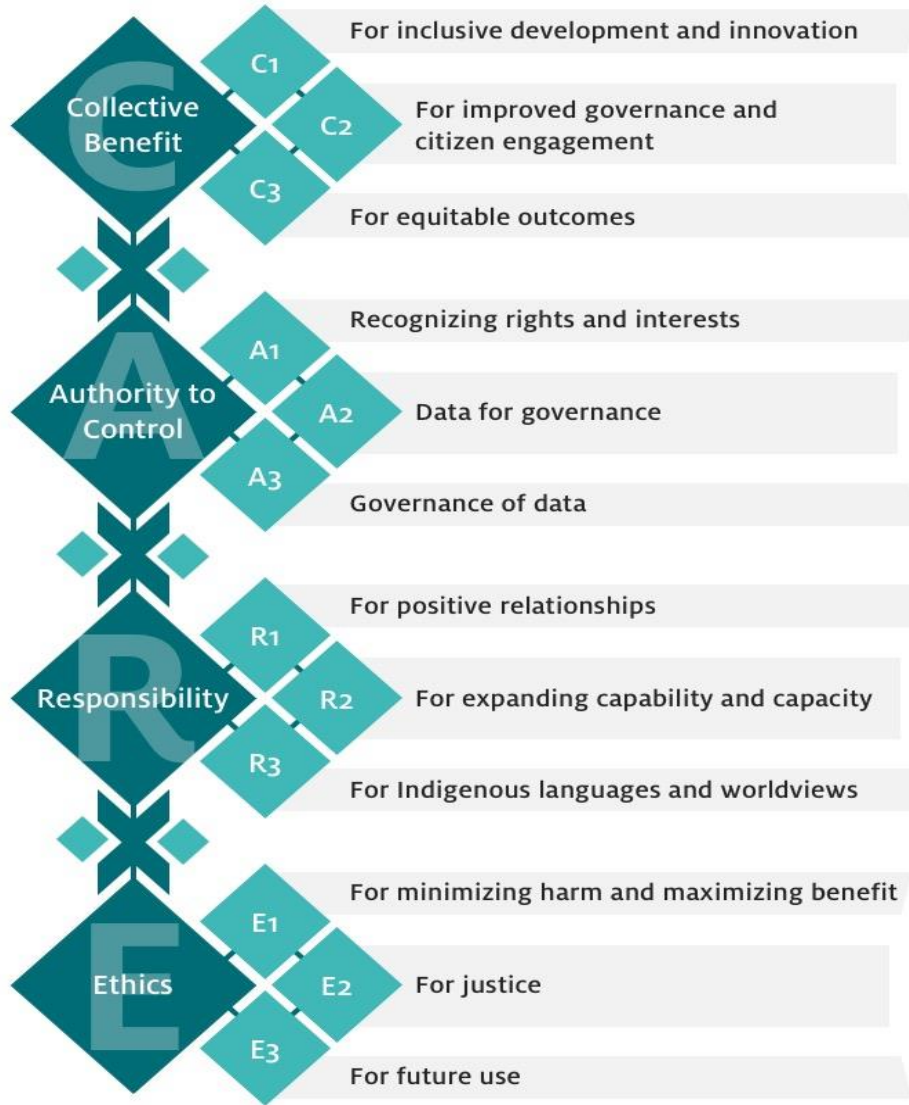 C
Collective
Benefit
C1
For inclusive development and innovation
C2
For improved governance and
citizen engagement
C3
For equitable outcomes
A
Authority to
Control
A1
Recognizing rights and interests
A2
Data for governance
A3
Governance of data
R
Responsibility
R1
For positive relationships
R2
For expanding capability and capacity
R3
For Indigenous languages and worldviews
E
Ethics
E1
For minimizing harm and maximizing benefit
E2
For justice
E3
For future use